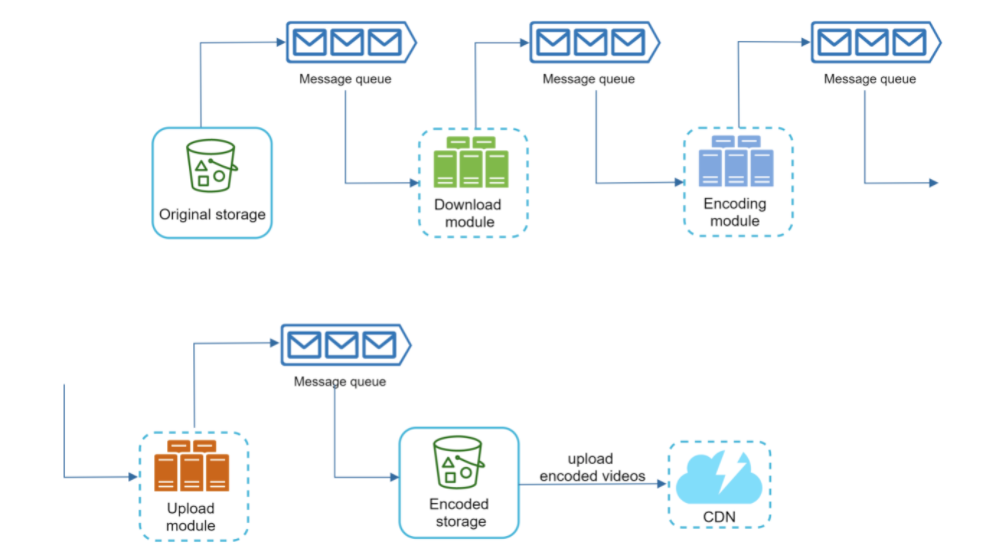 Message queue
Message queue
Message queue
Original storage
Download
module
Encoding
module
Message queue
upload
encoded videos
Upload
module
Encoded
storage
CDN